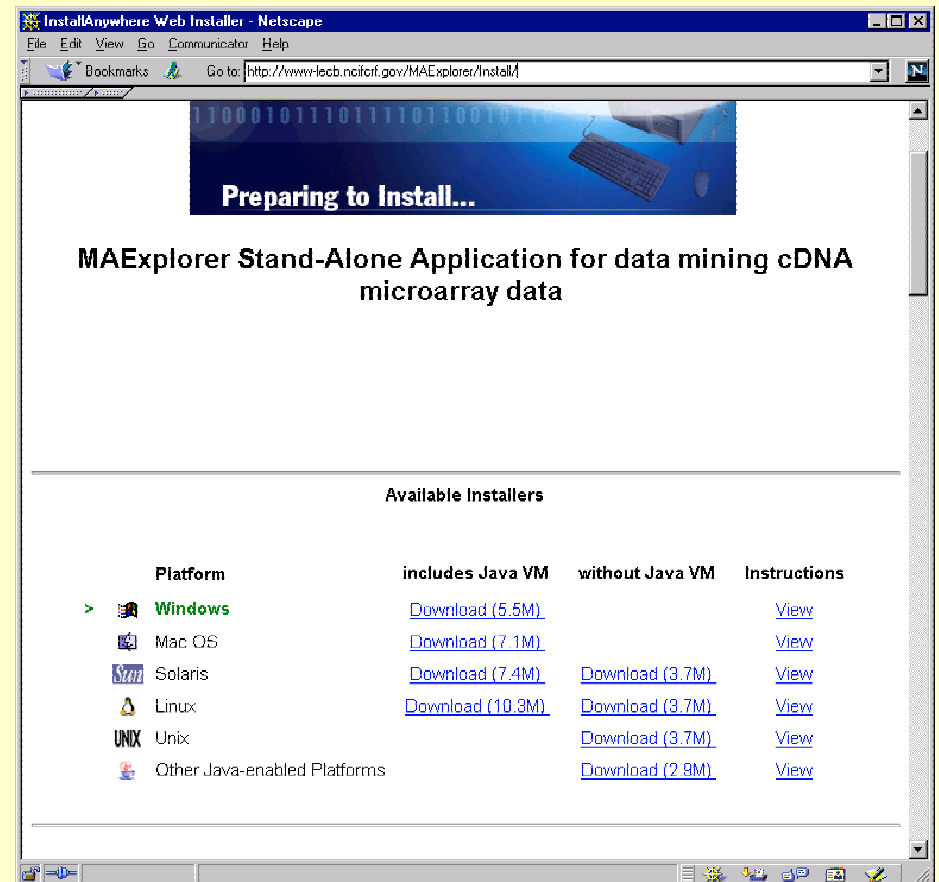 InstallAnywhere Web Installer - Netscape
File Edit View Go Communicator Help
Bookmarks Go to: http://www-lecb.ncifcrf.gov/MAExplorer/Install/
N
110001011101111101100101
Preparing to Install...
MAExplorer Stand-Alone Application for data mining cDNA
microarray data
Available Installers
Platform includes Java VM without Java VM Instructions
> Windows Download (5.5M) View
Mac OS Download (7.1M) View
Sun Solaris Download (7.4M) Download (3.7M) View
Linux Download (10.3M) Download (3.7M) View
UNIX Unix Download (3.7M) View
Other Java-enabled Platforms Download (2.9M) View